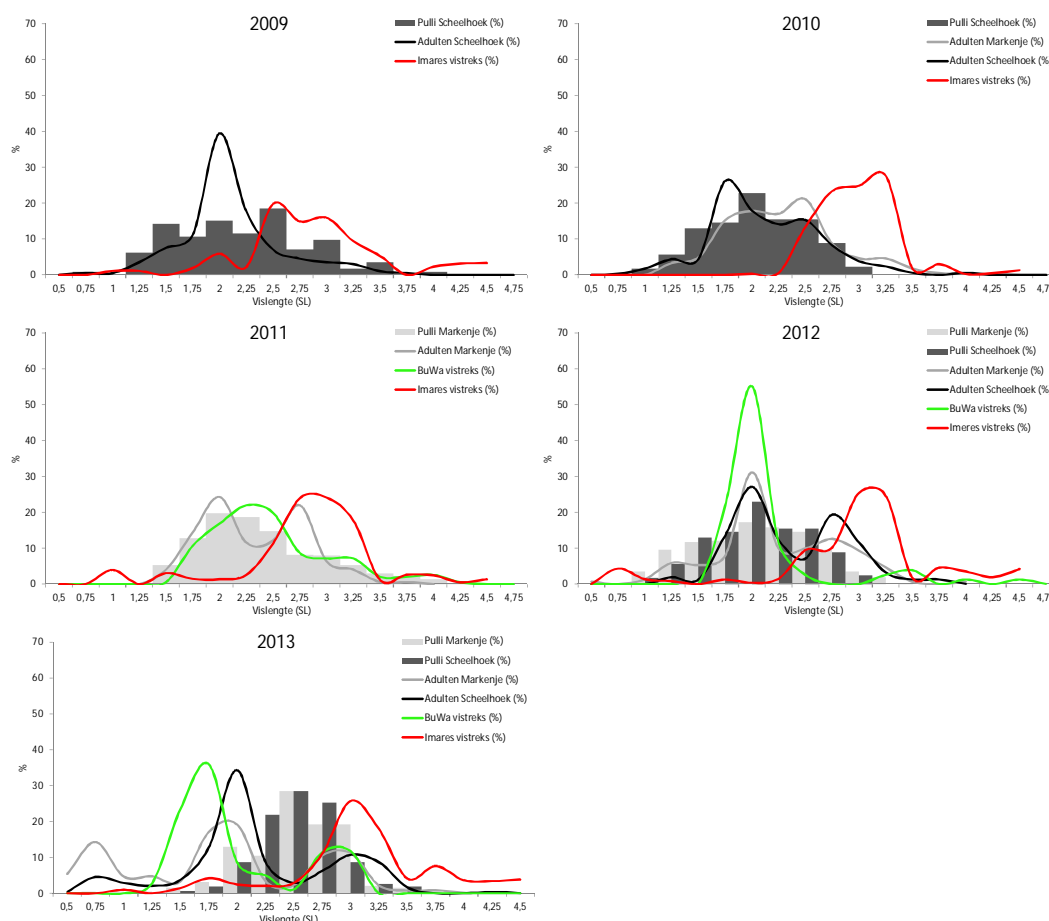 2009
Pulli Scheelhoek (%)
Adulten Scheelhoek (%)
Imares vistreks (%)
70
60
50
40
30
20
10
0
%
0,5 0,75 1 1,25 1,5 1,75 2 2,25 2,5 2,75 3 3,25 3,5 3,75 4 4,25 4,5 4,75
Vislengte (SL)
2010
Pulli Scheelhoek (%)
Adulten Markenje (%)
Adulten Scheelhoek (%
Imares vistreks (%)
70
60
50
40
30
20
10
0
%
0,5 0,75 1 1,25 1,5 1,75 2 2,25 2,5 2,75 3 3,25 3,5 3,75 4 4,25 4,5 4,7
Vislengte (SL)
2011
Pulli Markenje (%)
Adulten Markenje (%)
BuWa vistreks (%)
Imares vistreks (%)
70
60
50
40
30
20
10
0
%
0,5 0,75 1 1,25 1,5 1,75 2 2,25 2,5 2,75 3 3,25 3,5 3,75 4 4,25 4,5 4,75
Vislengte (SL)
2012
Pulli Markenje (%)
Pulli Scheelhoek (%)
Adulten Markenje (%)
Adulten Scheelhoek (%
BuWa vistreks (%)
Imeres vistreks (%)
70
60
50
40
30
20
10
0
%
0,5 0,75 1 1,25 1,5 1,75 2 2,25 2,5 2,75 3 3,25 3,5 3,75 4 4,25 4,5 4,7
Vislengte (SL)
2013
Pulli Markenje (%)
Pulli Scheelhoek (%)
Adulten Markenje (%)
Adulten Scheelhoek (%)
BuWa vistreks (%)
Imares vistreks (%)
70
60
50
40
30
20
10
0
%
0,5 0,75 1 1,25 1,5 1,75 2 2,25 2,5 2,75 3 3,25 3,5 3,75 4 4,25 4,5
Vislengte (SL)